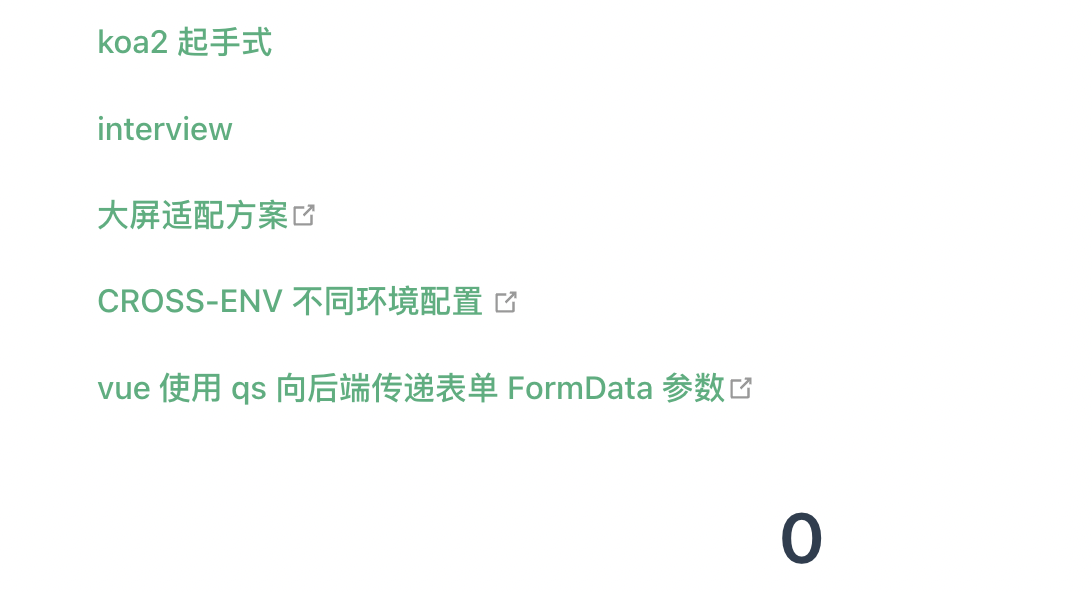 koa2 起手式
interview
大屏适配方案
CROSS-ENV 不同环境配置
vue 使用 qs 向后端传递表单 FormData 参数
0